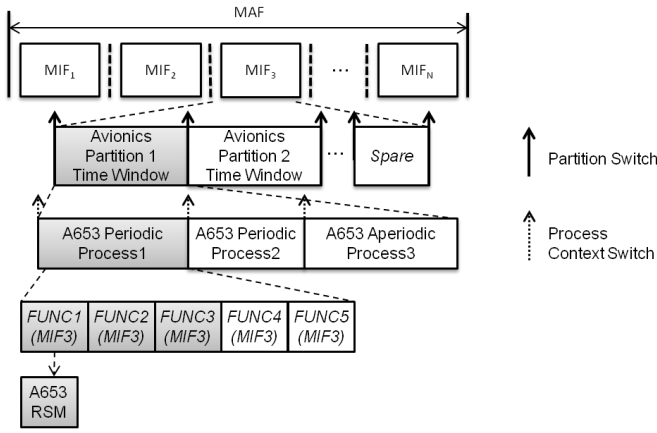 MAF
MIF1 MIF2 MIF3 ... MIFN
Avionics
Partition 1
Time Window
Avionics
Partition 2
Time Window
...
Spare
Partition Switch
A653 Periodic
Process1
A653 Periodic
Process2
A653 Aperiodic
Process3
Process
Context Switch
FUNC1
(MIF3)
FUNC2
(MIF3)
FUNC3
(MIF3)
FUNC4
(MIF3)
FUNC5
(MIF3)
A653
RSM